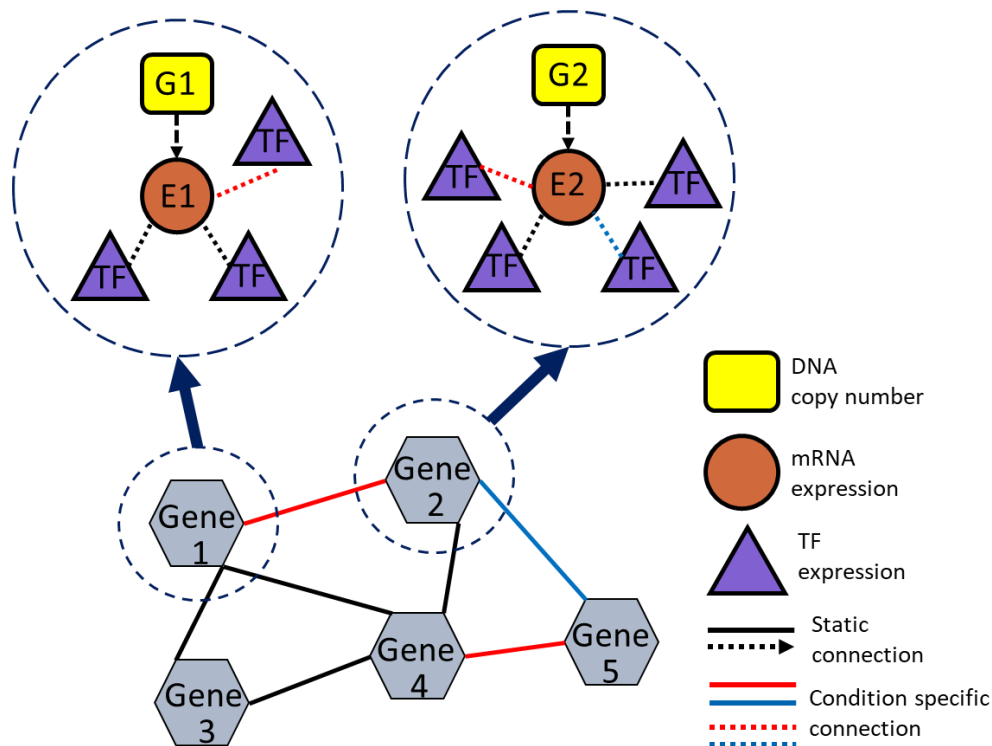 G1
TF
E1
TF
TF
G2
TF
E2
TF
TF
TF
DNA
copy number
mRNA
expression
TF
expression
Static
connection
Condition specific
connection
Gene
1
Gene
2
Gene
3
Gene
4
Gene
5